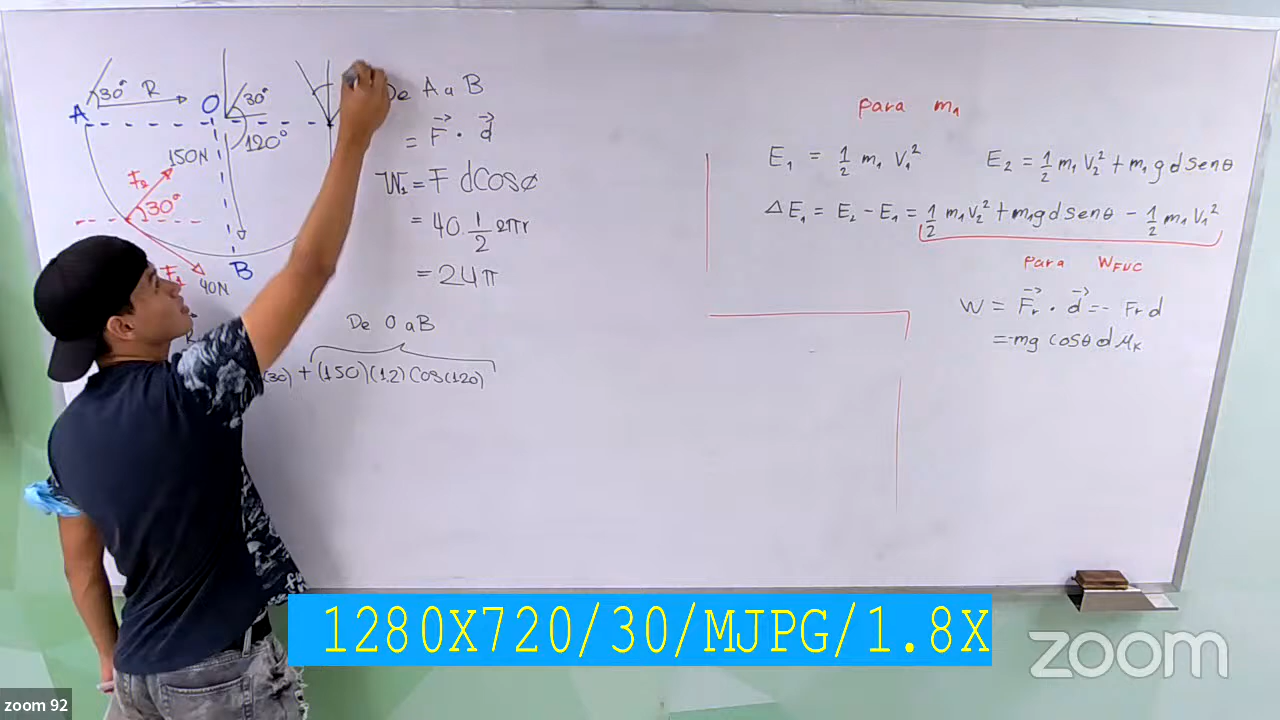 30° R
O 30°
A
120°
150N
F₂
30°
F₁
40N
B
De A a B
= F⃗ · d⃗
W₁ = F d Cos ø
= 40 · 1/2 2πr
= 24π
De O a B
(30) + (150)(1.2) Cos(120)
para m₁
E₁ = 1/2 m₁ V₁² E₂ = 1/2 m₁ V₂² + m₁ g d Senθ
ΔE₁ = E₂ - E₁ = 1/2 m₁ V₂² + m₁ g d senθ - 1/2 m₁ V₁²
para W_FNC
W = F⃗r · d⃗ = - Fr d
= -mg cosθ d μk
1280X720/30/MJPG/1.8X
zoom
zoom 92